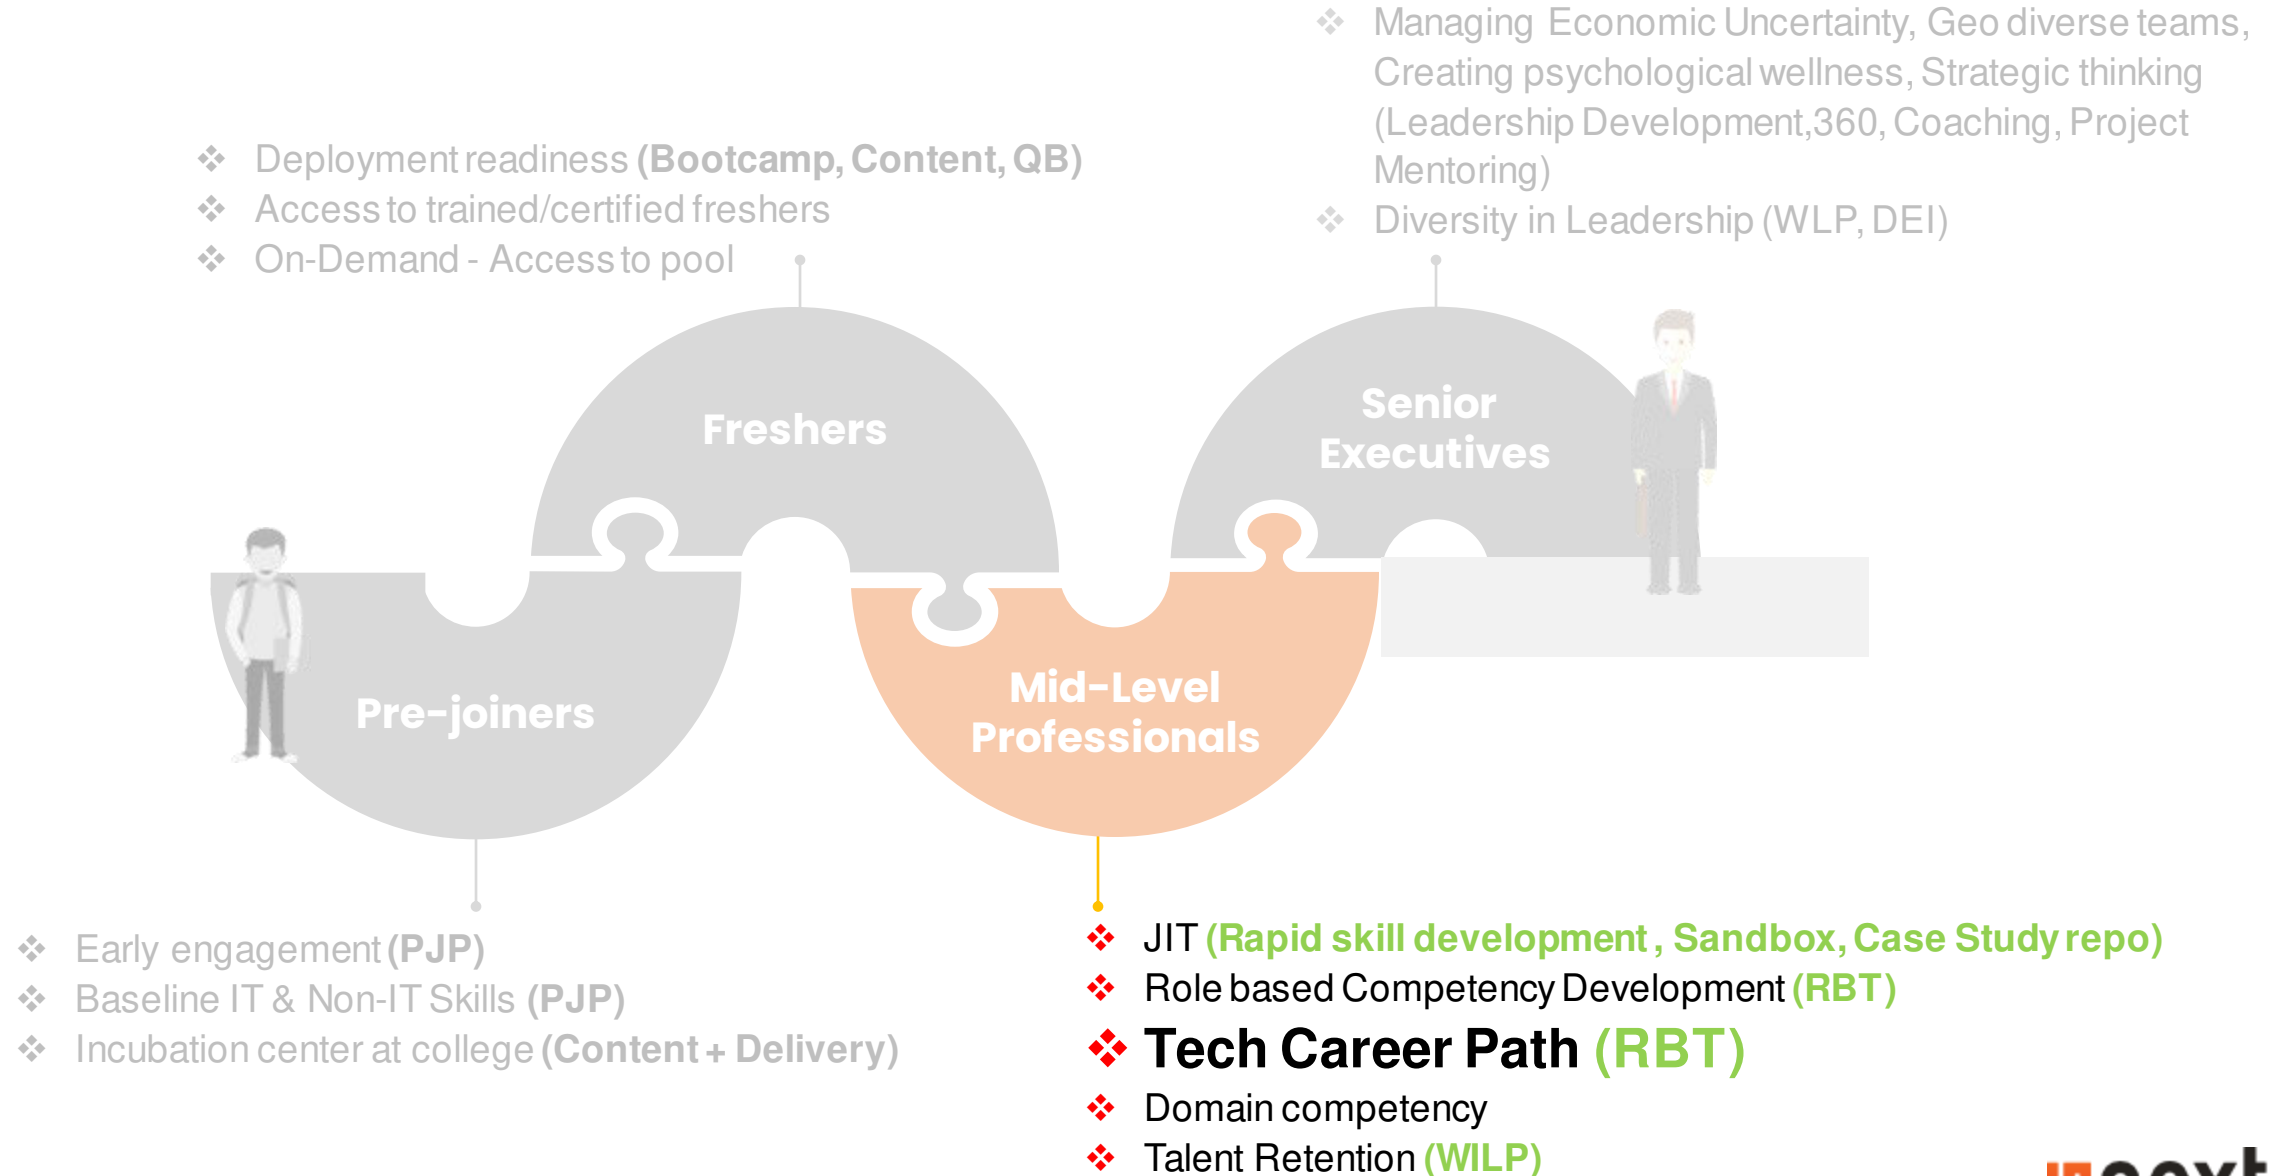 Managing Economic Uncertainty, Geo diverse teams,
Creating psychological wellness, Strategic thinking
(Leadership Development,360, Coaching, Project
Mentoring)
Diversity in Leadership (WLP, DEI)
Deployment readiness (Bootcamp, Content, QB)
Access to trained/certified freshers
On-Demand - Access to pool
Freshers
Senior
Executives
Pre-joiners
Mid-Level
Professionals
Early engagement (PJP)
Baseline IT & Non-IT Skills (PJP)
Incubation center at college (Content + Delivery)
JIT (Rapid skill development , Sandbox, Case Study repo)
Role based Competency Development (RBT)
Tech Career Path (RBT)
Domain competency
Talent Retention (WILP)